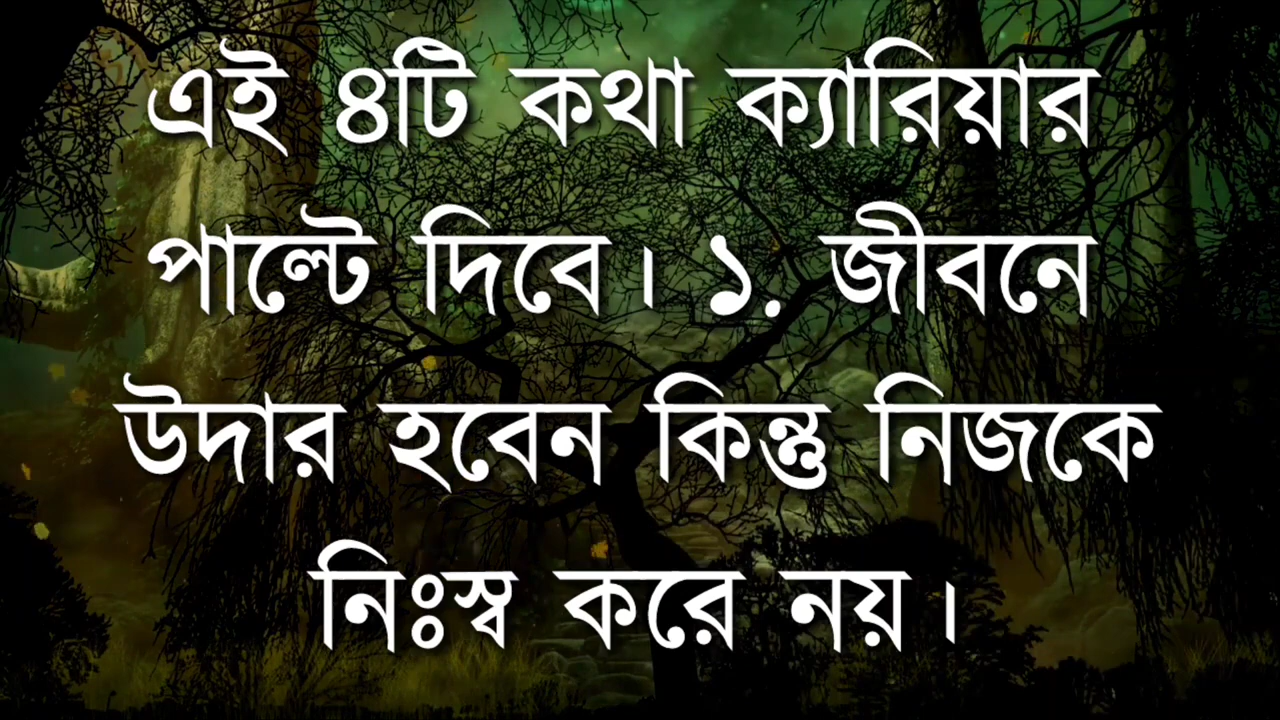 এই ৪টি কথা ক্যারিয়ার
পাল্টে দিবে। ১. জীবনে
উদার হবেন কিন্তু নিজকে
নিঃস্ব করে নয়।